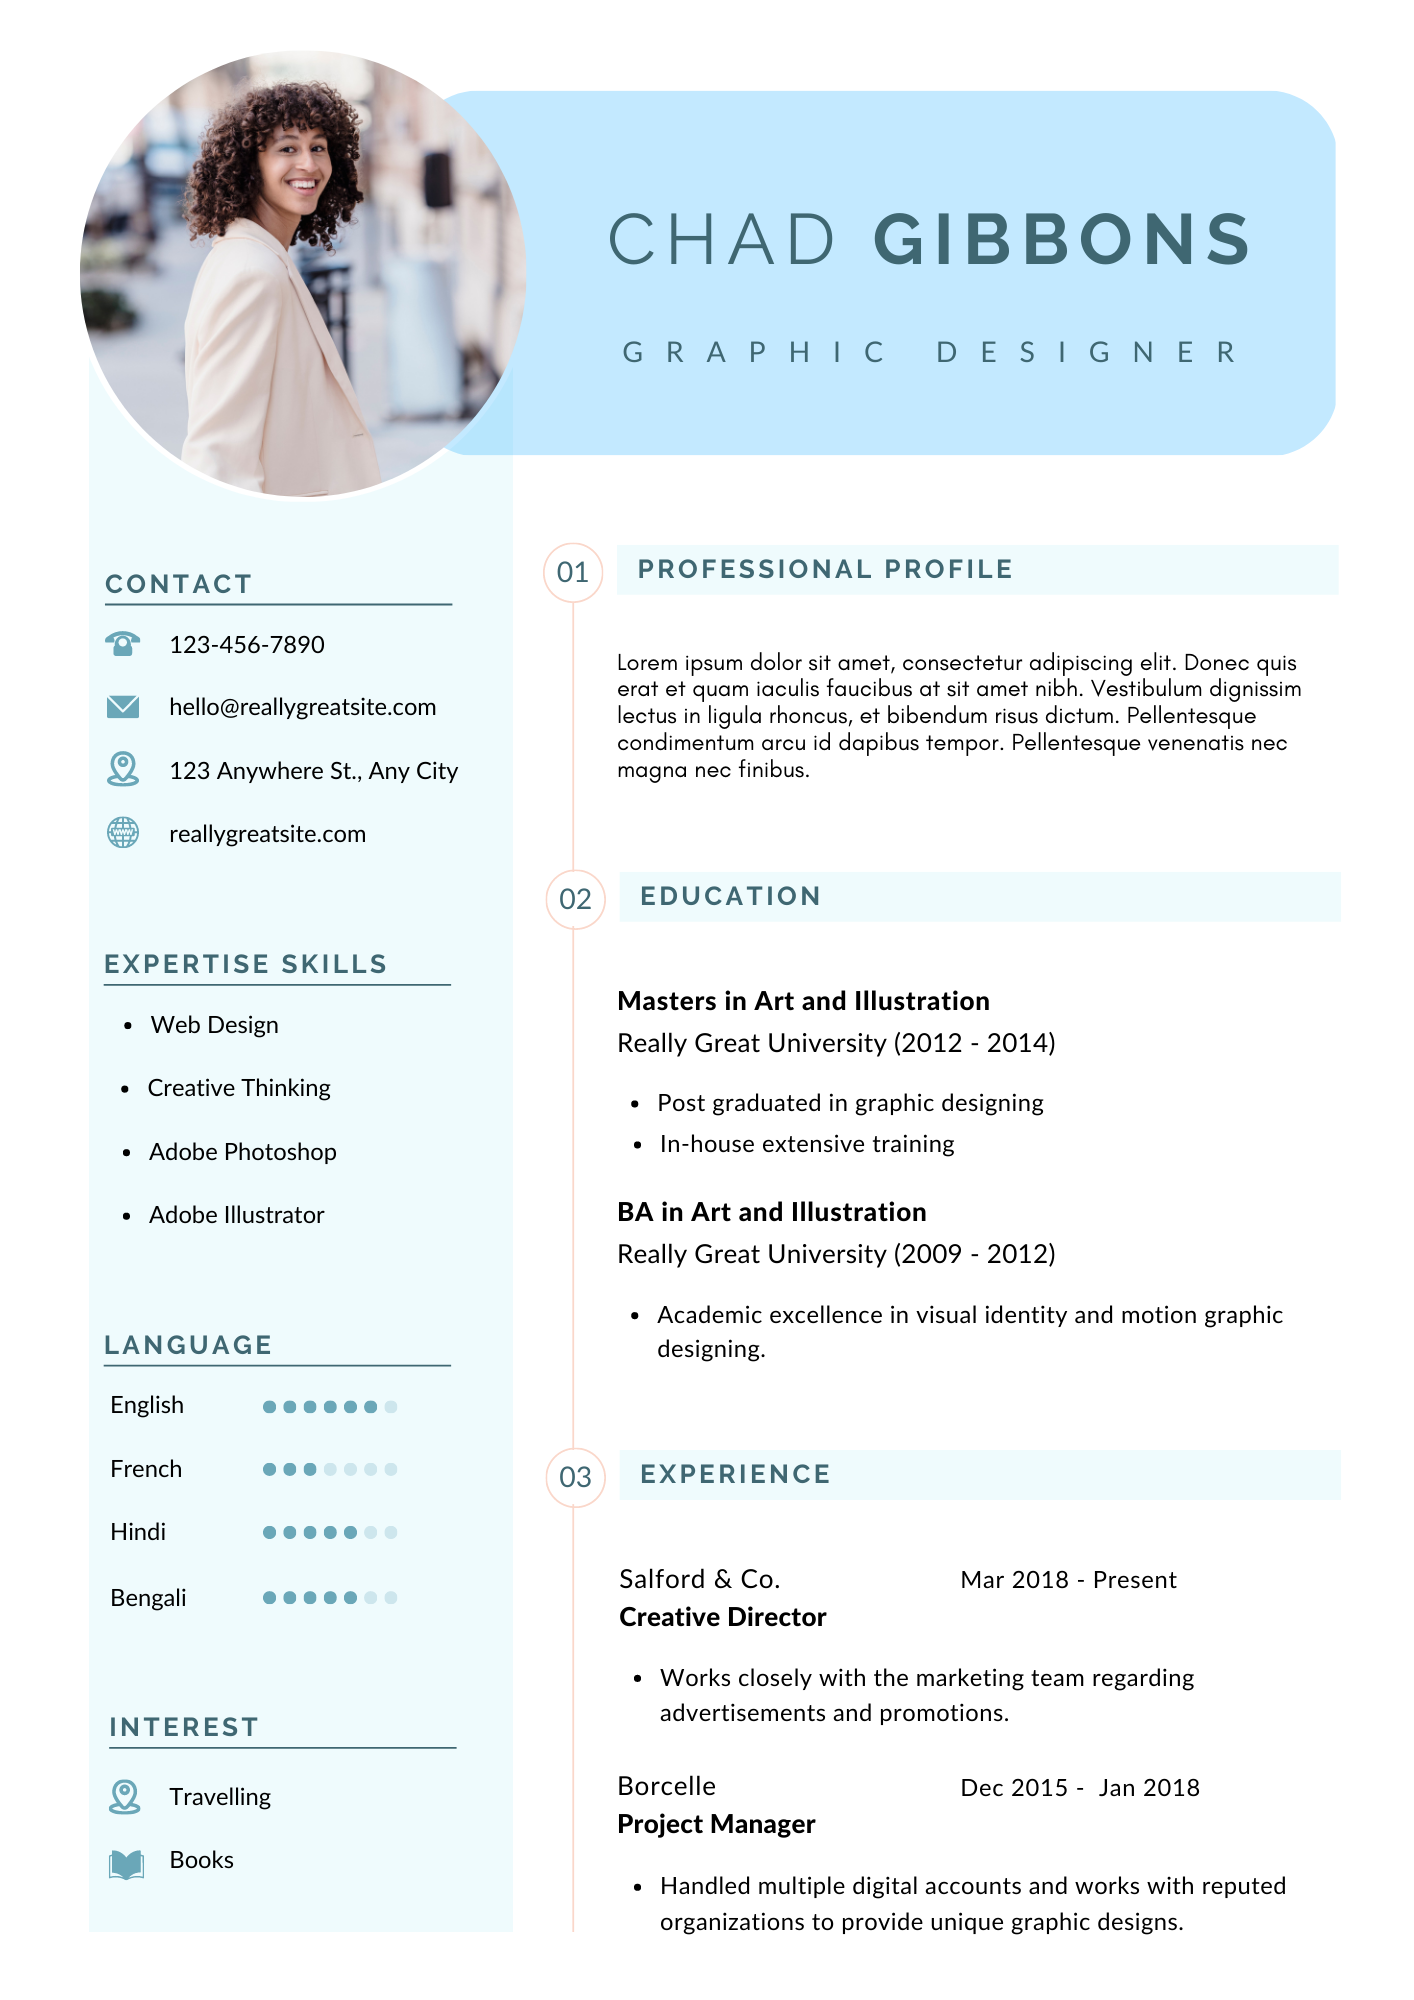 CHAD GIBBONS
GRAPHIC DESIGNER
CONTACT
123-456-7890
hello@reallygreatsite.com
123 Anywhere St., Any City
www
reallygreatsite.com
EXPERTISE SKILLS
• Web Design
• Creative Thinking
• Adobe Photoshop
• Adobe Illustrator
LANGUAGE
English
French
Hindi
Bengali
INTEREST
Travelling
Books
01 PROFESSIONAL PROFILE
Lorem ipsum dolor sit amet, consectetur adipiscing elit. Donec quis
erat et quam iaculis faucibus at sit amet nibh. Vestibulum dignissim
lectus in ligula rhoncus, et bibendum risus dictum. Pellentesque
condimentum arcu id dapibus tempor. Pellentesque venenatis nec
magna nec finibus.
02 EDUCATION
Masters in Art and Illustration
Really Great University (2012 - 2014)
• Post graduated in graphic designing
• In-house extensive training
BA in Art and Illustration
Really Great University (2009 - 2012)
• Academic excellence in visual identity and motion graphic
designing.
03 EXPERIENCE
Salford & Co. Mar 2018 - Present
Creative Director
• Works closely with the marketing team regarding
advertisements and promotions.
Borcelle Dec 2015 - Jan 2018
Project Manager
• Handled multiple digital accounts and works with reputed
organizations to provide unique graphic designs.